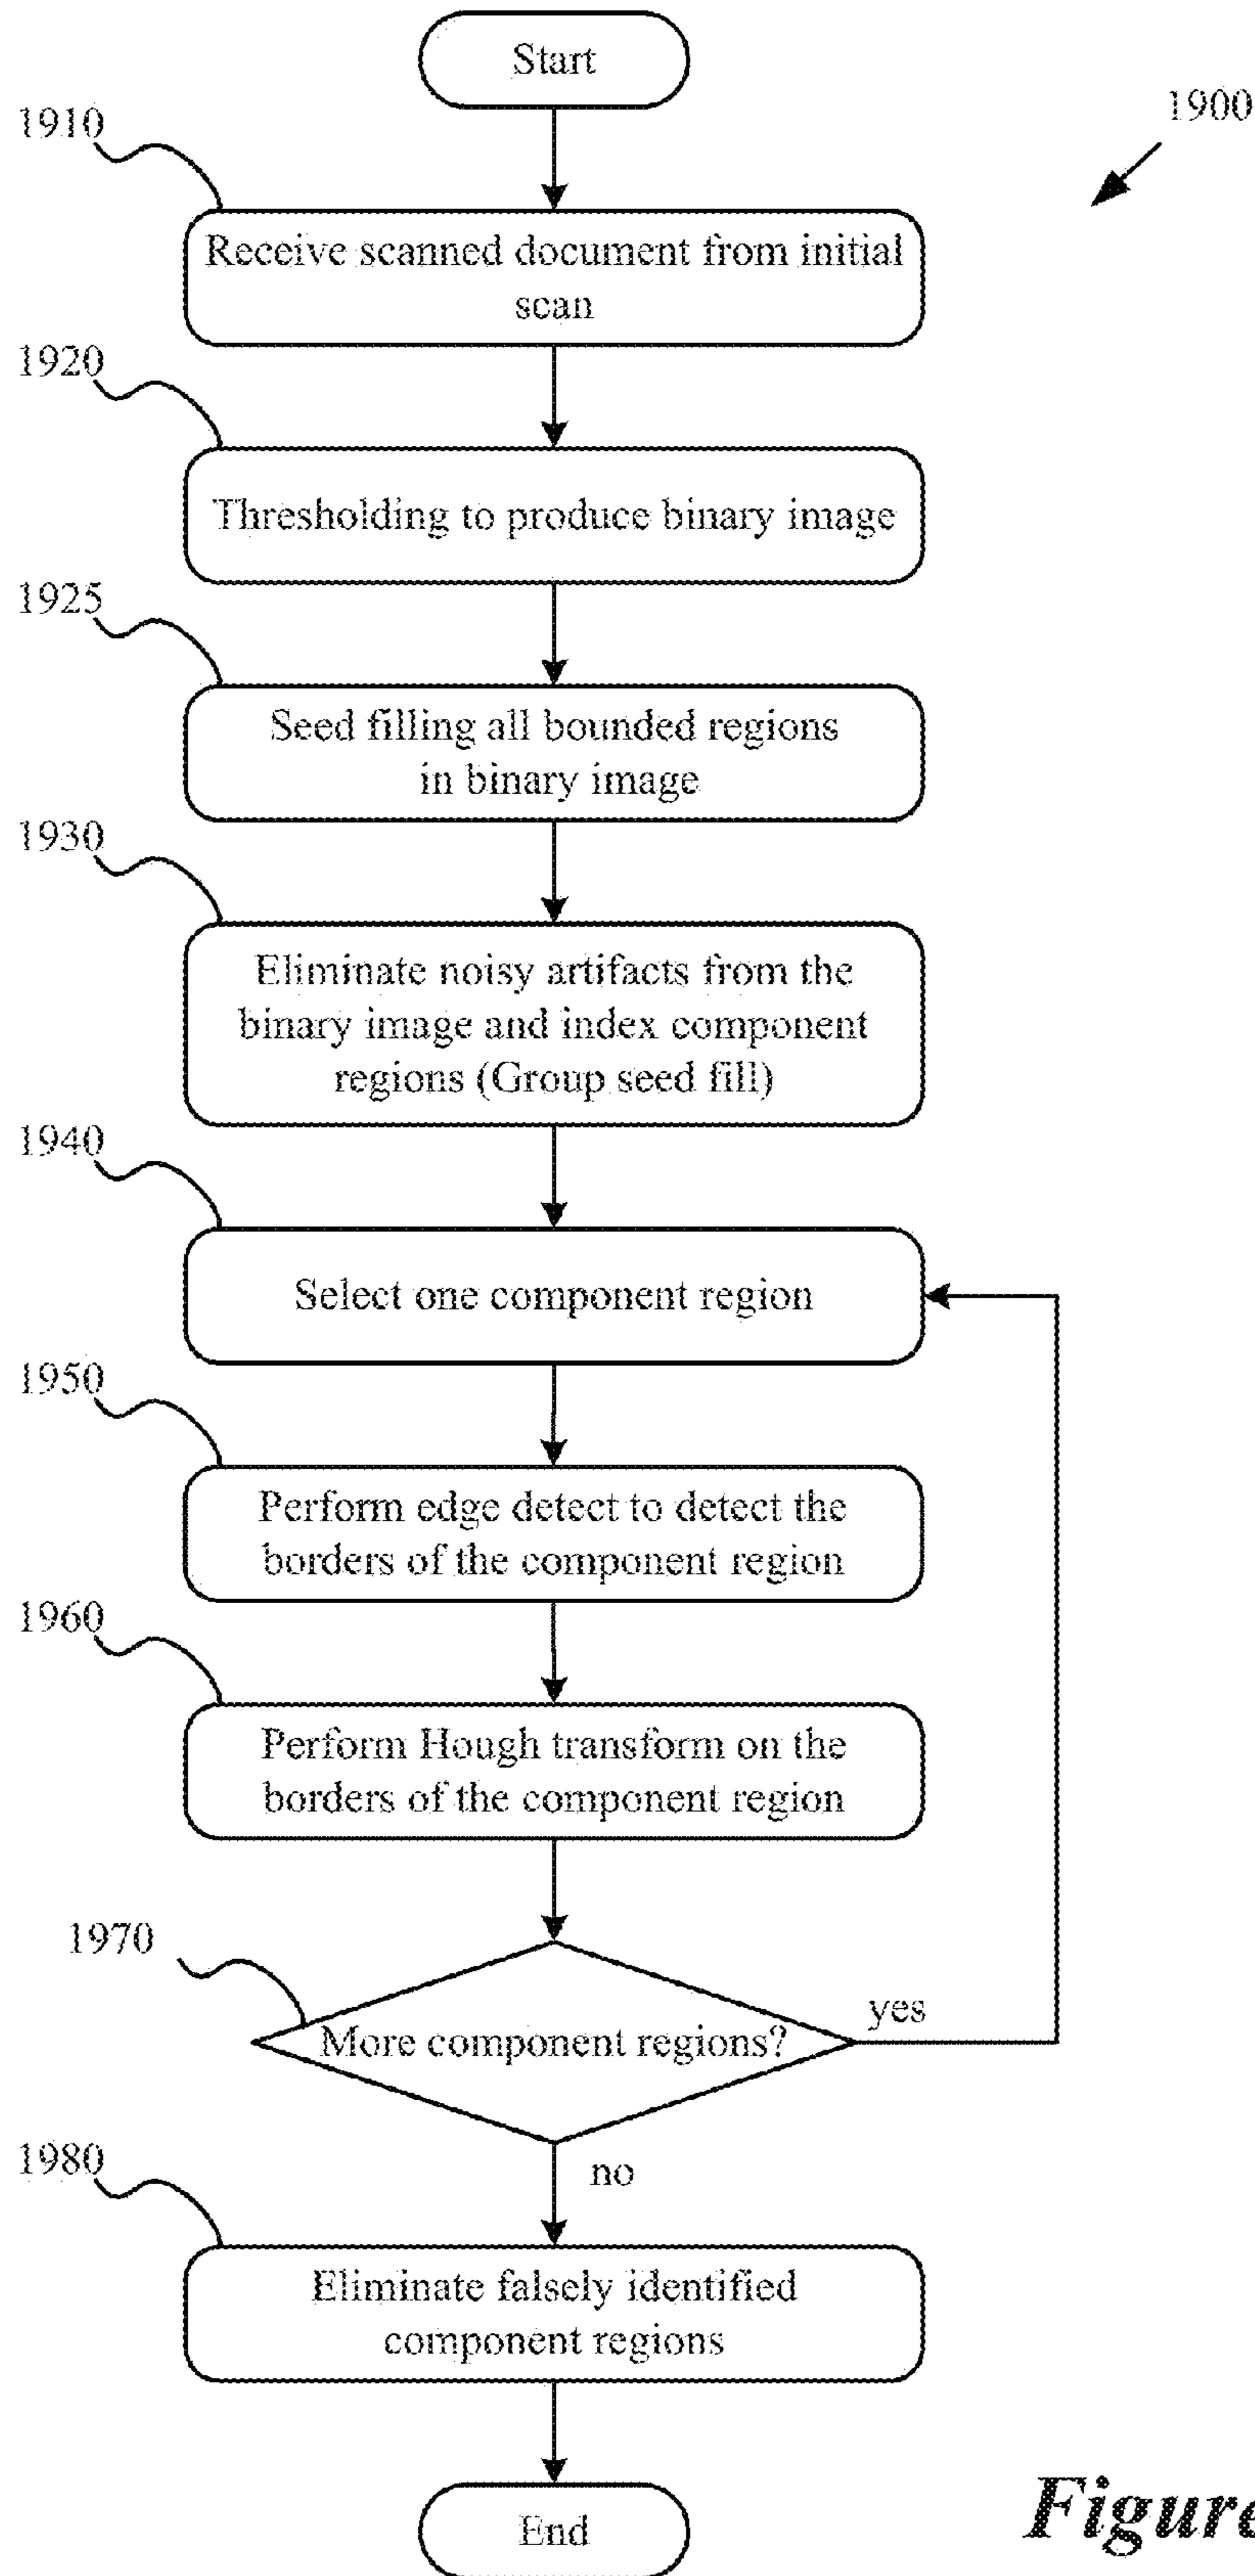 Start
1900
1910
Receive scanned document from initial
scan
1920
Thresholding to produce binary image
1925
Seed filling all bounded regions
in binary image
1930
Eliminate noisy artifacts from the
binary image and index component
regions (Group seed fill)
1940
Select one component region
1950
Perform edge detect to detect the
borders of the component region
1960
Perform Hough transform on the
borders of the component region
1970
More component regions?
yes
no
1980
Eliminate falsely identified
component regions
End
Figure